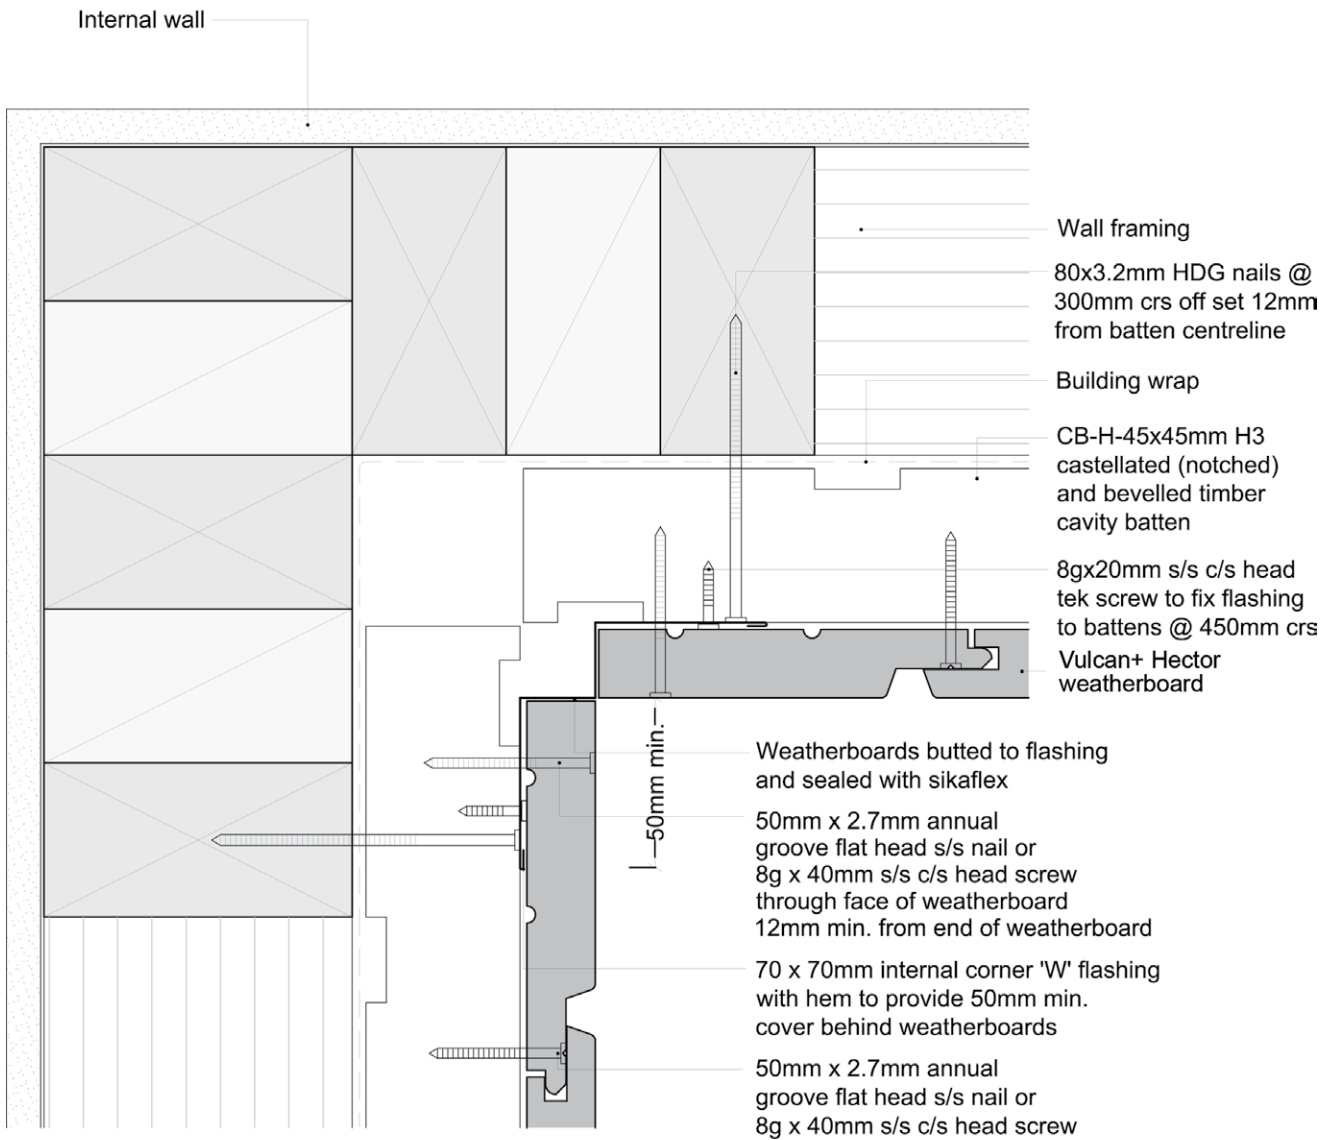 Internal wall
Wall framing
80x3.2mm HDG nails @
300mm crs off set 12mm
from batten centreline
Building wrap
CB-H-45x45mm H3
castellated (notched)
and bevelled timber
cavity batten
8gx20mm s/s c/s head
tek screw to fix flashing
to battens @ 450mm crs
Vulcan+ Hector
weatherboard
50mm min.
Weatherboards butted to flashing
and sealed with sikaflex
50mm x 2.7mm annual
groove flat head s/s nail or
8g x 40mm s/s c/s head screw
through face of weatherboard
12mm min. from end of weatherboard
70 x 70mm internal corner 'W' flashing
with hem to provide 50mm min.
cover behind weatherboards
50mm x 2.7mm annual
groove flat head s/s nail or
8g x 40mm s/s c/s head screw